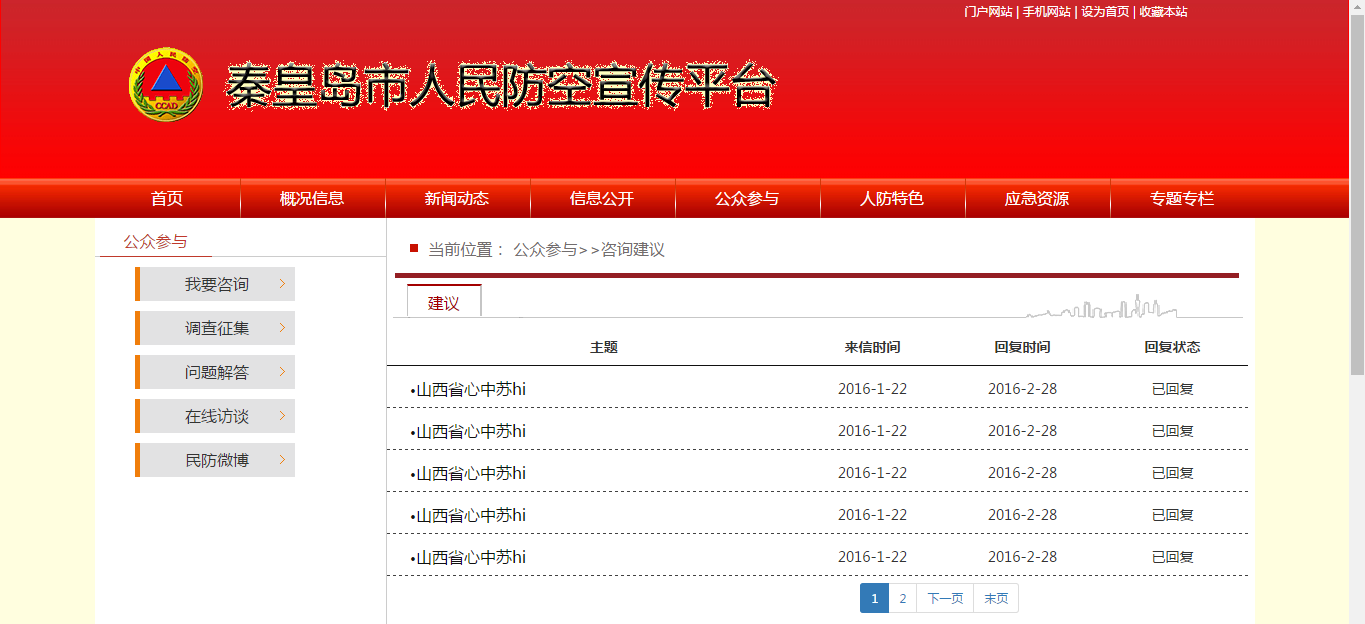 门户网站 | 手机网站 | 设为首页 | 收藏本站
中国人民防空
CCAD
秦皇岛市人民防空宣传平台
首页 概况信息 新闻动态 信息公开 公众参与 人防特色 应急资源 专题专栏
公众参与
我要咨询
调查征集
问题解答
在线访谈
民防微博
当前位置： 公众参与>>咨询建议
建议
主题 来信时间 回复时间 回复状态
•山西省心中苏hi 2016-1-22 2016-2-28 已回复
•山西省心中苏hi 2016-1-22 2016-2-28 已回复
•山西省心中苏hi 2016-1-22 2016-2-28 已回复
•山西省心中苏hi 2016-1-22 2016-2-28 已回复
•山西省心中苏hi 2016-1-22 2016-2-28 已回复
1 2 下一页 末页